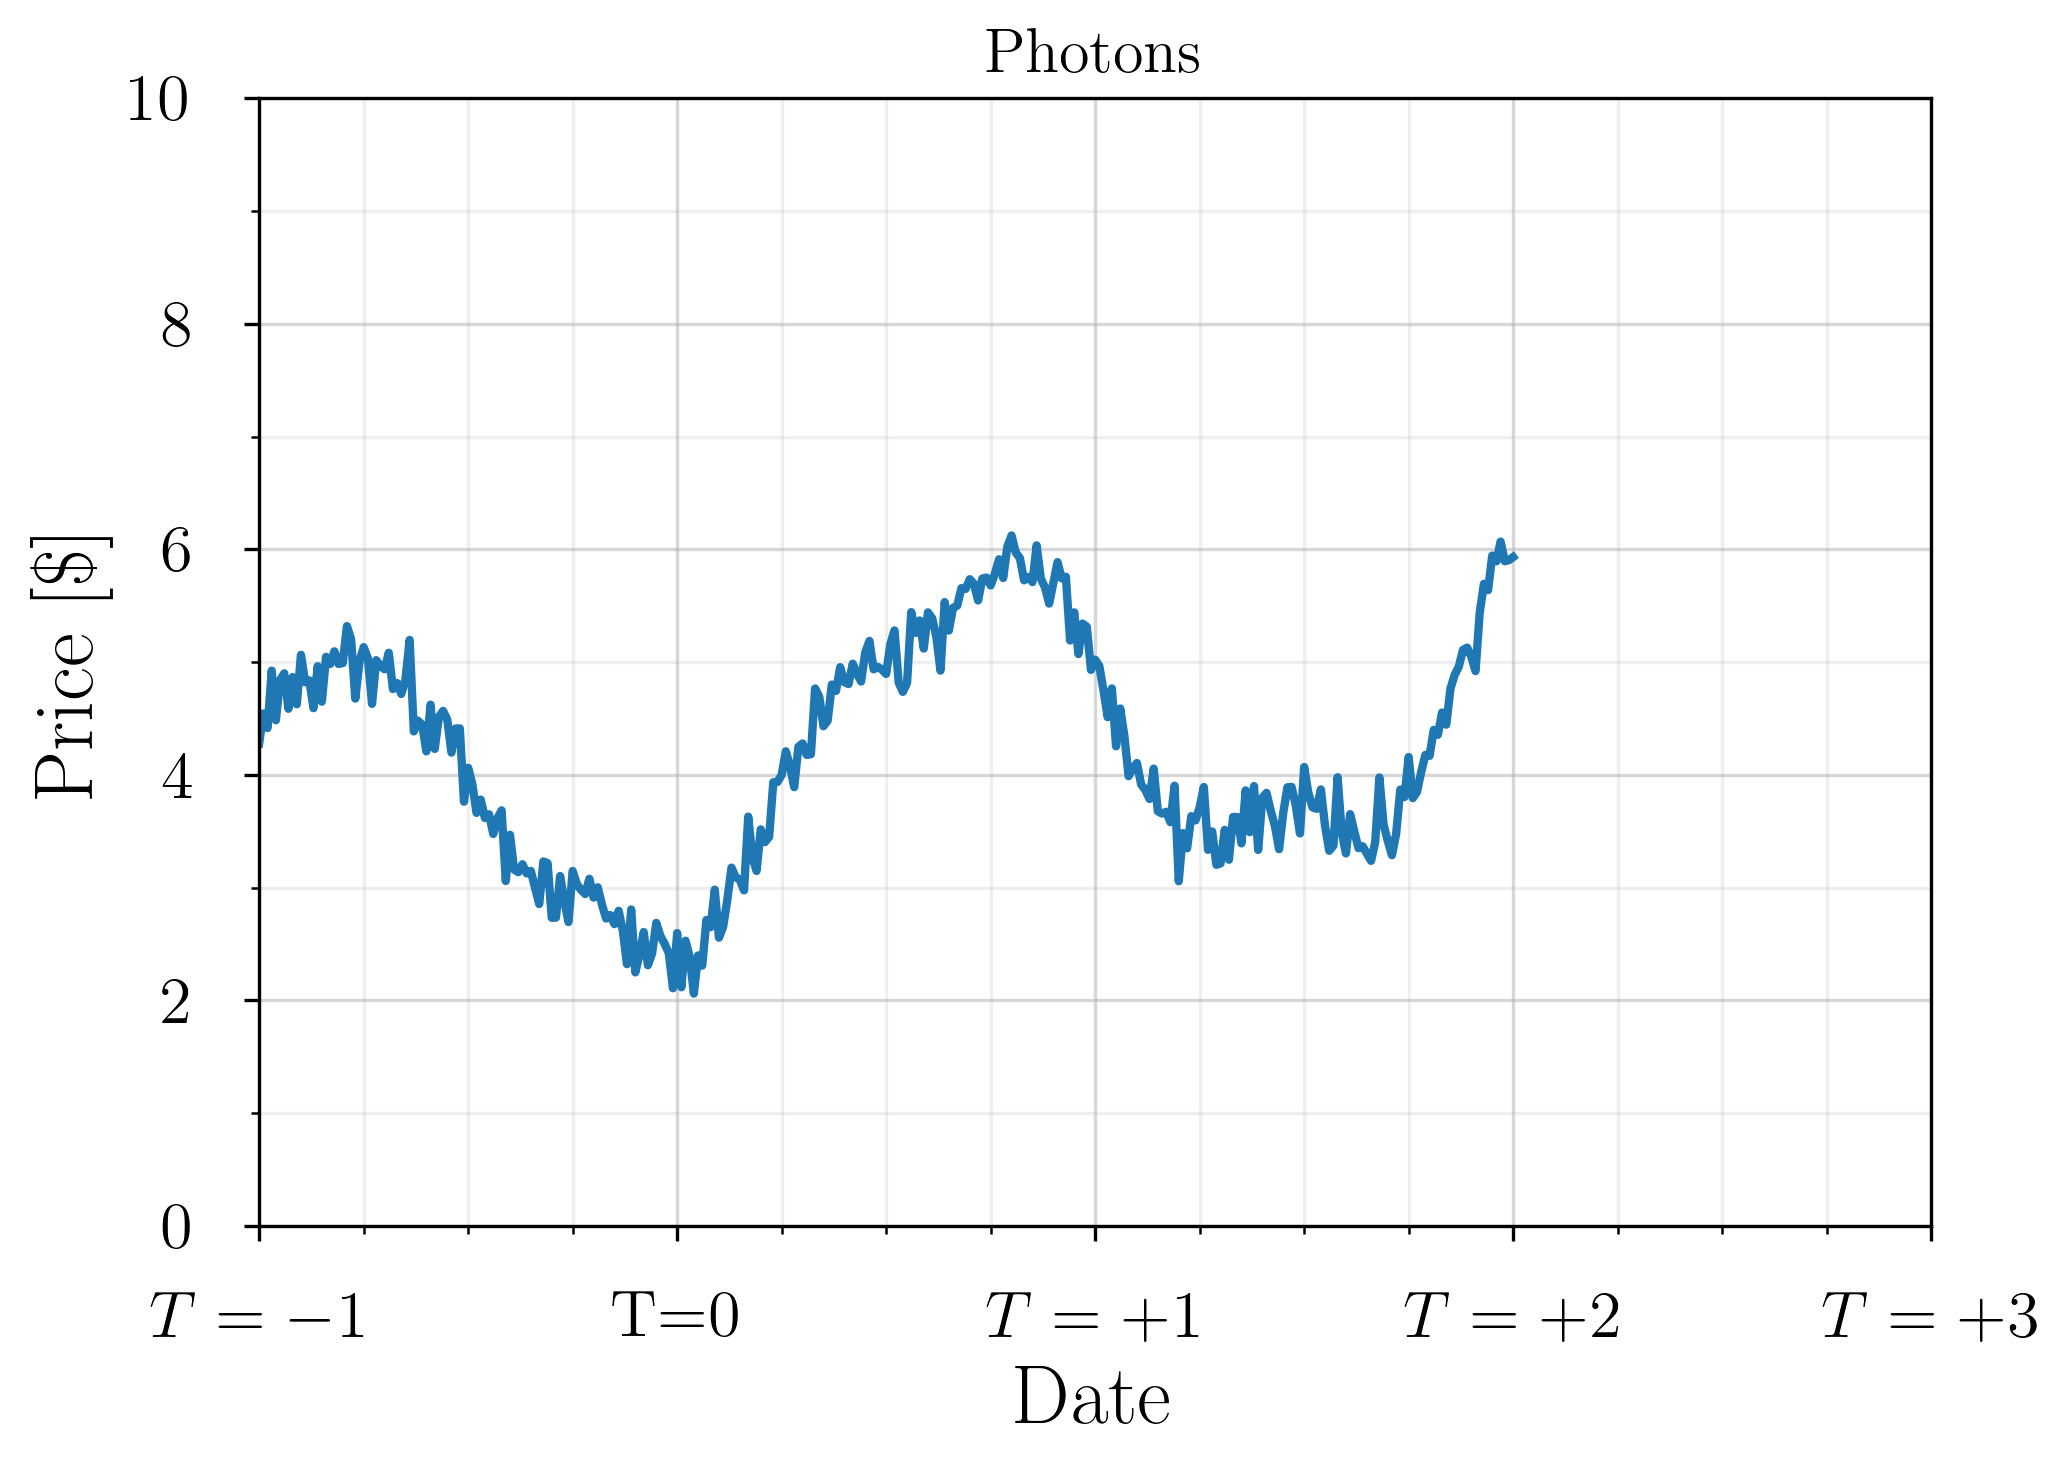 Photons
Price [$]
10
8
6
4
2
0
T = −1
T=0
T = +1
T = +2
T = +3
Date